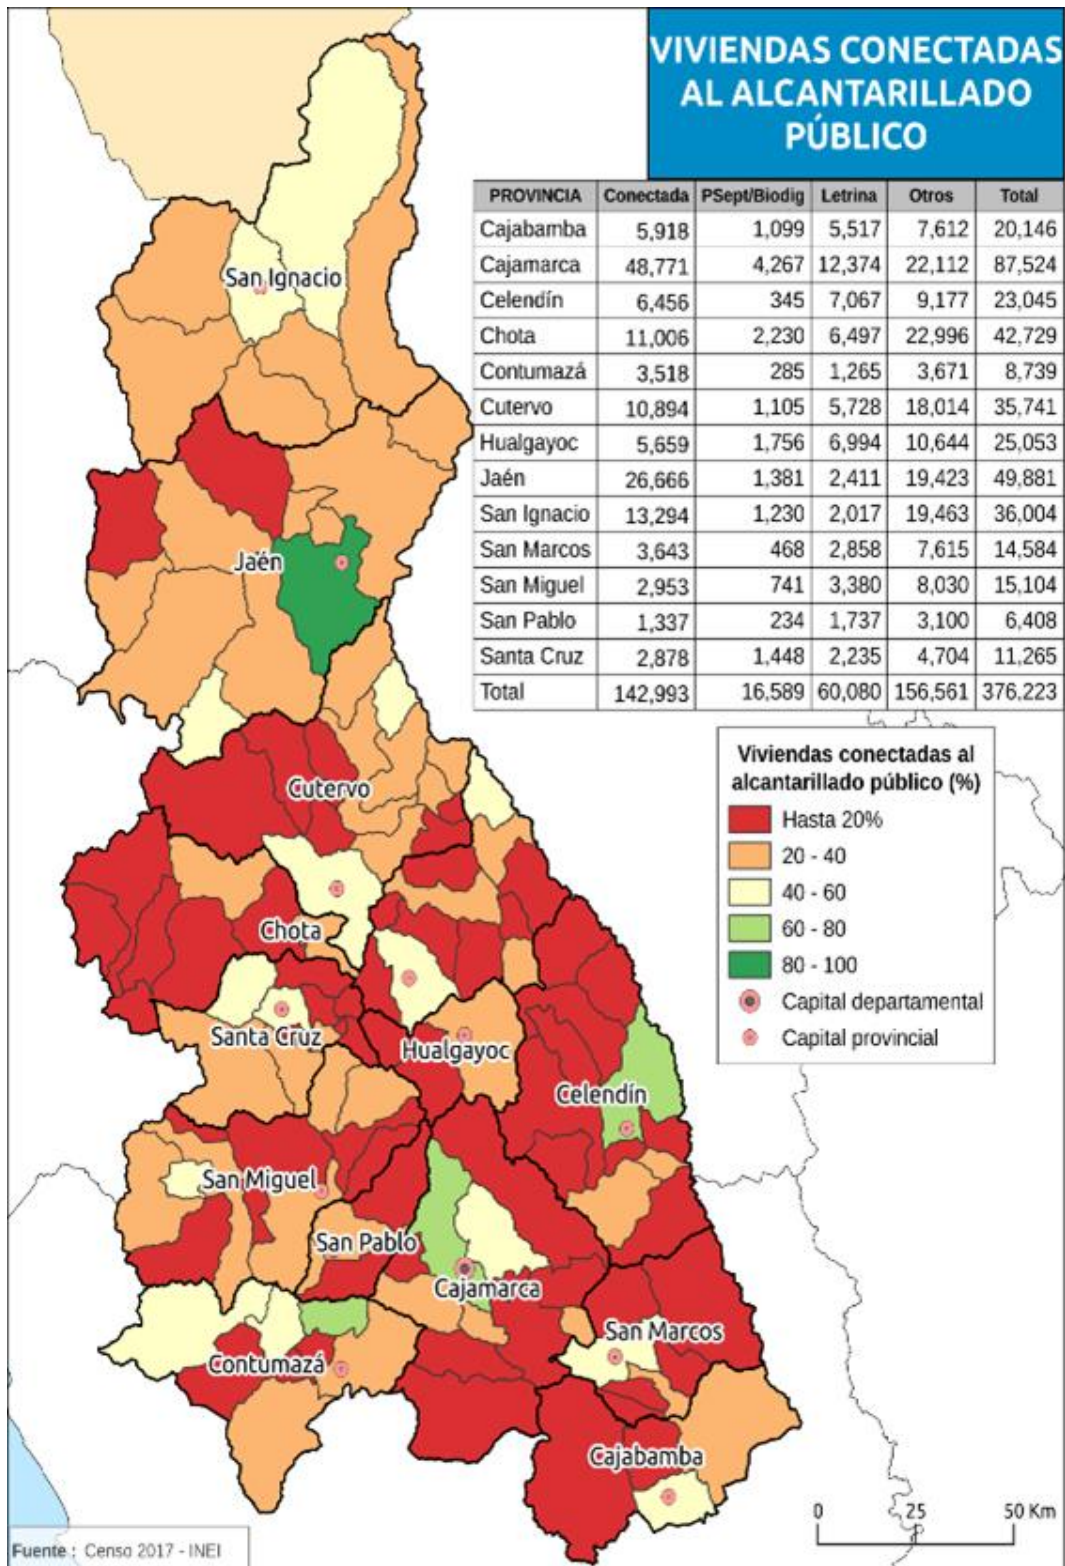 VIVIENDAS CONECTADAS
AL ALCANTARILLADO
PÚBLICO
PROVINCIA Conectada PSept/Biodig Letrina Otros Total
Cajabamba 5,918 1,099 5,517 7,612 20,146
Cajamarca 48,771 4,267 12,374 22,112 87,524
Celendín 6,456 345 7,067 9,177 23,045
Chota 11,006 2,230 6,497 22,996 42,729
Contumazá 3,518 285 1,265 3,671 8,739
Cutervo 10,894 1,105 5,728 18,014 35,741
Hualgayoc 5,659 1,756 6,994 10,644 25,053
Jaén 26,666 1,381 2,411 19,423 49,881
San Ignacio 13,294 1,230 2,017 19,463 36,004
San Marcos 3,643 468 2,858 7,615 14,584
San Miguel 2,953 741 3,380 8,030 15,104
San Pablo 1,337 234 1,737 3,100 6,408
Santa Cruz 2,878 1,448 2,235 4,704 11,265
Total 142,993 16,589 60,080 156,561 376,223
San Ignacio
Jaén
Cutervo
Chota
Santa Cruz
Hualgayoc
Celendín
San Miguel
San Pablo
Cajamarca
San Marcos
Contumazá
Cajabamba
Viviendas conectadas al
alcantarillado público (%)
Hasta 20%
20 - 40
40 - 60
60 - 80
80 - 100
Capital departamental
Capital provincial
0 25 50 Km
Fuente : Censo 2017 - INEI